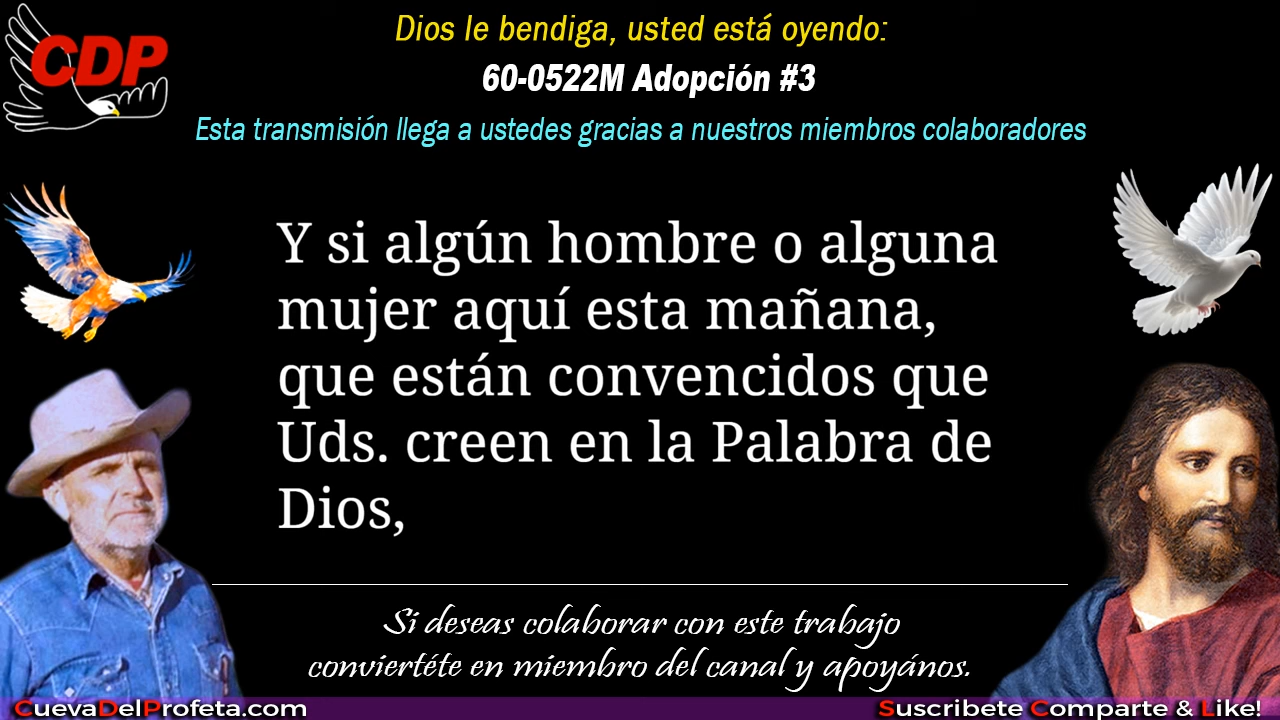 CDP
Dios le bendiga, usted está oyendo:
60-0522M Adopción #3
Esta transmisión llega a ustedes gracias a nuestros miembros colaboradores
Y si algún hombre o alguna
mujer aquí esta mañana,
que están convencidos que
Uds. creen en la Palabra de
Dios,
Si deseas colaborar con este trabajo
conviertéte en miembro del canal y apoyános.
CuevaDelProfeta.com
Suscribete Comparte & Like!